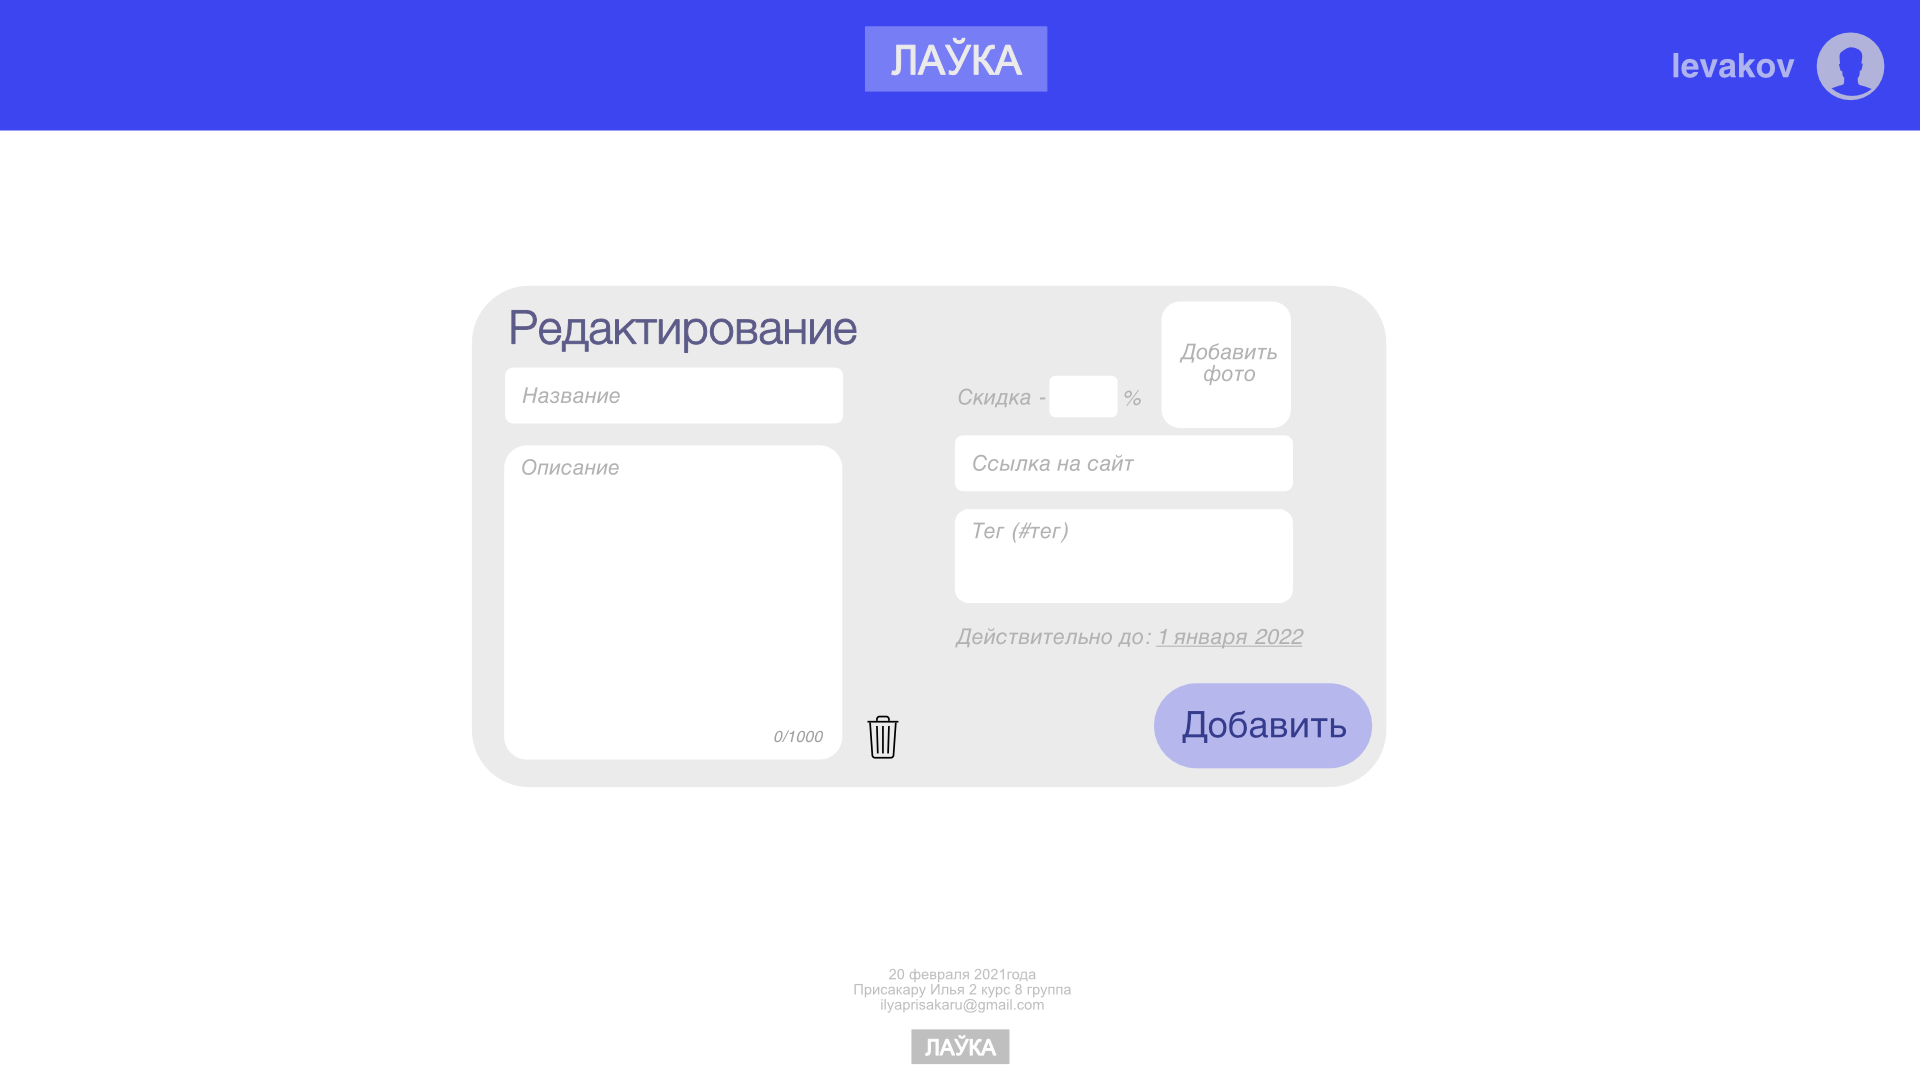 ЛАЎКА
levakov
Редактирование
Название
Описание
0/1000
Скидка - %
Добавить
фото
Ссылка на сайт
Тег (#тег)
Действительно до: 1 января 2022
Добавить
20 февраля 2021года
Присакару Илья 2 курс 8 группа
ilyaprisakaru@gmail.com
ЛАЎКА